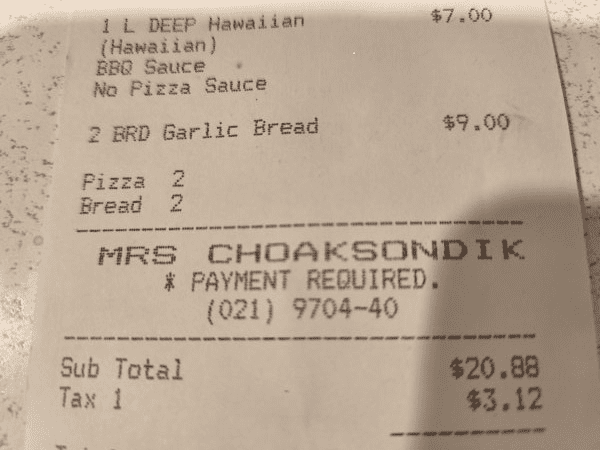 1 L DEEP Hawaiian $7.00
(Hawaiian)
BBQ Sauce
No Pizza Sauce
2 BRD Garlic Bread $9.00
Pizza 2
Bread 2
MRS CHOAKSONDIK
* PAYMENT REQUIRED.
(021) 9704-40
Sub Total $20.88
Tax 1 $3.12